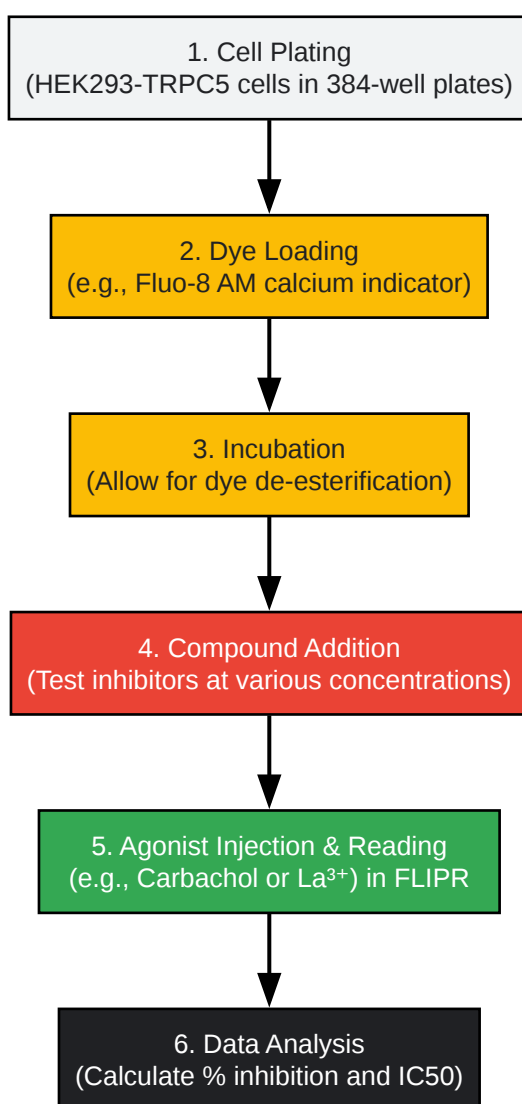 1. Cell Plating
(HEK293-TRPC5 cells in 384-well plates)
2. Dye Loading
(e.g., Fluo-8 AM calcium indicator)
3. Incubation
(Allow for dye de-esterification)
4. Compound Addition
(Test inhibitors at various concentrations)
5. Agonist Injection & Reading
(e.g., Carbachol or La³⁺) in FLIPR
6. Data Analysis
(Calculate % inhibition and IC50)